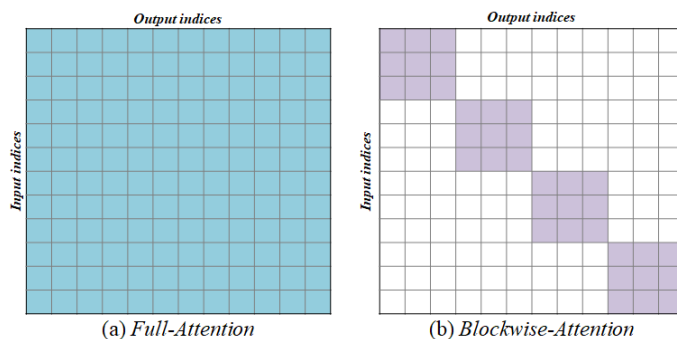 Output indices
Input indices
(a) Full-Attention
Output indices
Input indices
(b) Blockwise-Attention